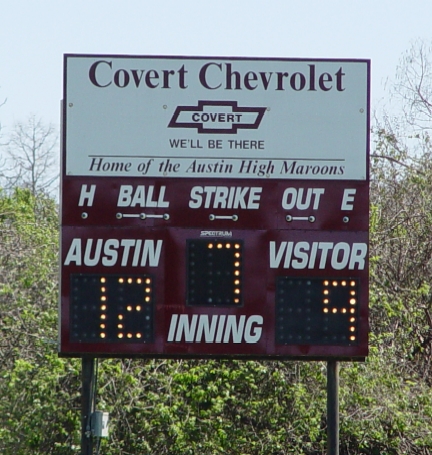 Covert Chevrolet
COVERT
WE'LL BE THERE
Home of the Austin High Maroons
H BALL STRIKE OUT E
SPECTRUM
AUSTIN 7 VISITOR
12 INNING 9